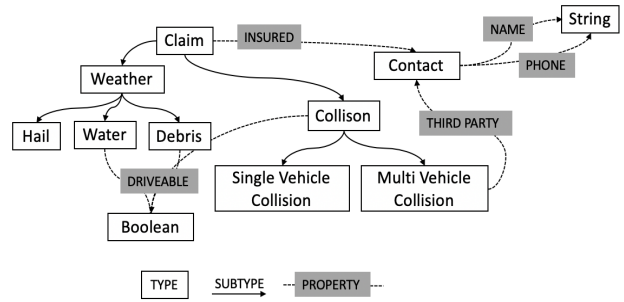 String
NAME
Claim
INSURED
Contact
PHONE
Weather
Collison
THIRD PARTY
Hail
Water
Debris
DRIVEABLE
Single Vehicle
Collision
Multi Vehicle
Collision
Boolean
TYPE
SUBTYPE
PROPERTY